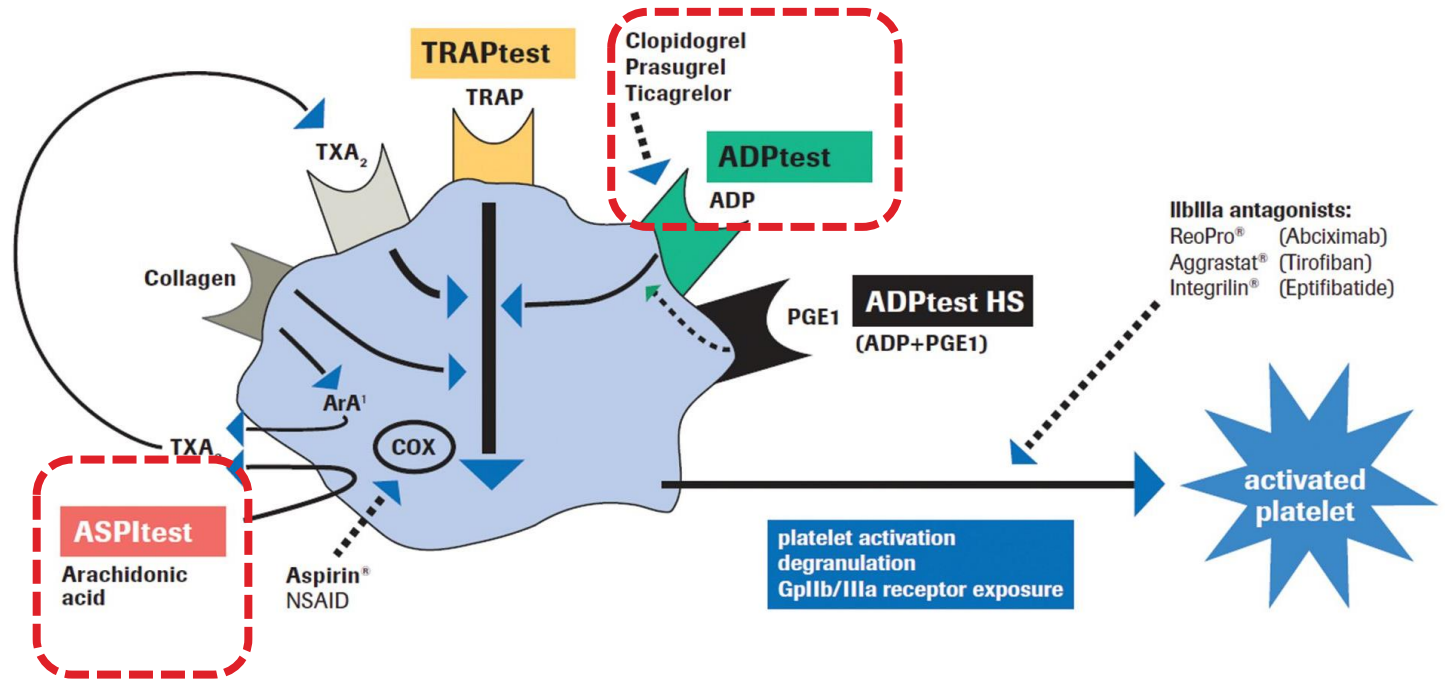 TRAPtest
TRAP
Clopidogrel
Prasugrel
Ticagrelor
ADPtest
ADP
TXA₂
Collagen
IIbIIIa antagonists:
ReoPro® (Abciximab)
Aggrastat® (Tirofiban)
Integrilin® (Eptifibatide)
PGE1
ADPtest HS
(ADP+PGE1)
ArA¹
COX
TXA₂
ASPItest
Arachidonic
acid
Aspirin®
NSAID
platelet activation
degranulation
GpIIb/IIIa receptor exposure
activated
platelet